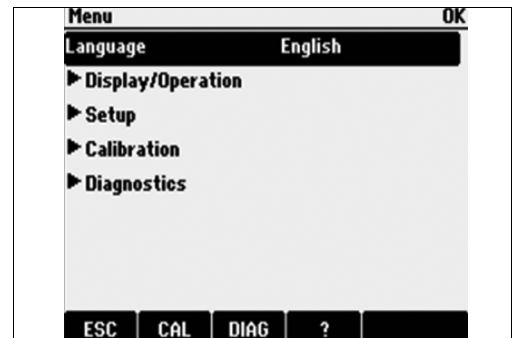 Menu OK
Language English
Display/Operation
Setup
Calibration
Diagnostics
ESC CAL DIAG ?